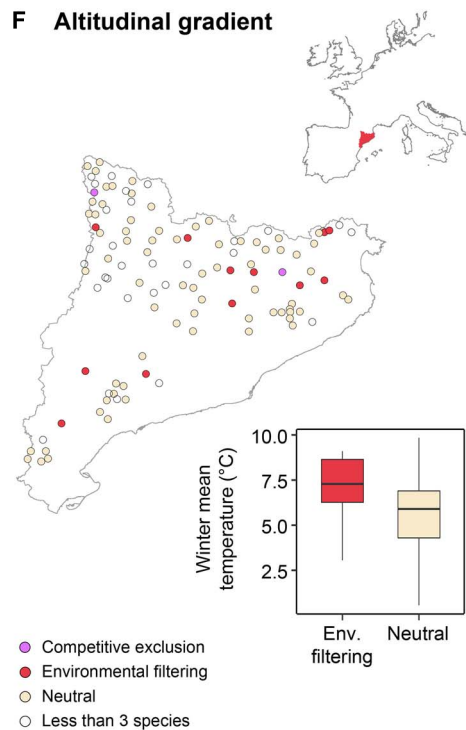 F Altitudinal gradient
Winter mean
temperature (°C)
10.0
7.5
5.0
2.5
Env.
filtering
Neutral
Competitive exclusion
Environmental filtering
Neutral
Less than 3 species